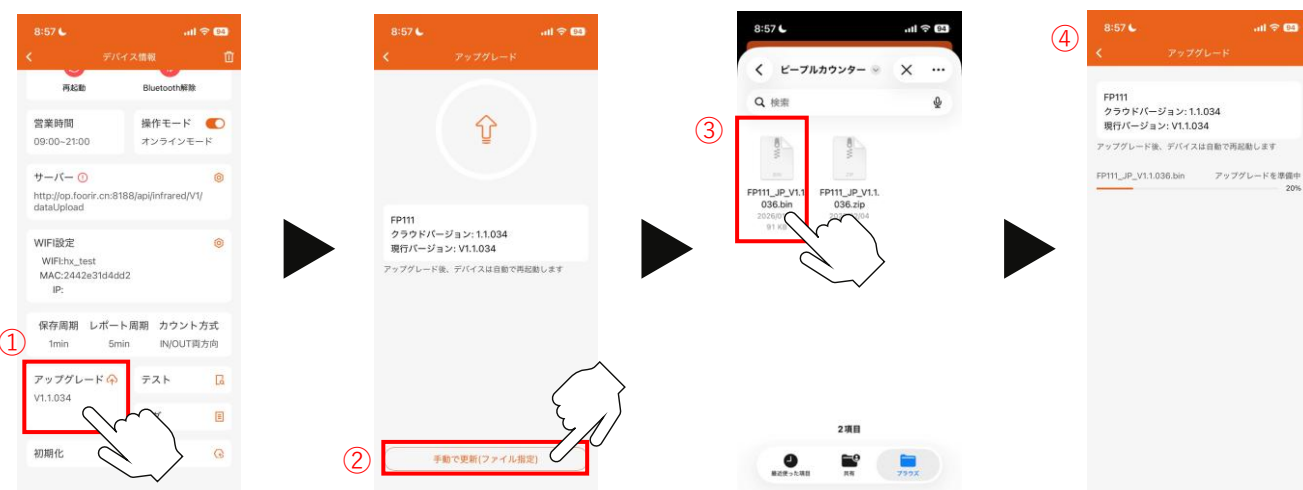 ①
8:57
94
デバイス情報
再起動
Bluetooth解除
営業時間
09:00~21:00
操作モード
オンラインモード
サーバー
http://op.foorir.cn:8188/api/infrared/V1/
dataUpload
WIFI設定
WIFI:hx_test
MAC:2442e31d4dd2
IP:
保存周期 レポート周期 カウント方式
1min 5min IN/OUT両方向
アップグレード
V1.1.034
テスト
初期化
②
8:57
94
アップグレード
FP111
クラウドバージョン: 1.1.034
現行バージョン: V1.1.034
アップグレード後、デバイスは自動で再起動します
手動で更新(ファイル指定)
③
8:57
94
ピープルカウンター
検索
FP111_JP_V1.1
036.bin
91 KB
FP111_JP_V1.1.
036.zip
2項目
最近使った項目
共有
ブラウズ
④
8:57
94
アップグレード
FP111
クラウドバージョン: 1.1.034
現行バージョン: V1.1.034
アップグレード後、デバイスは自動で再起動します
FP111_JP_V1.1.036.bin アップグレードを準備中
20%